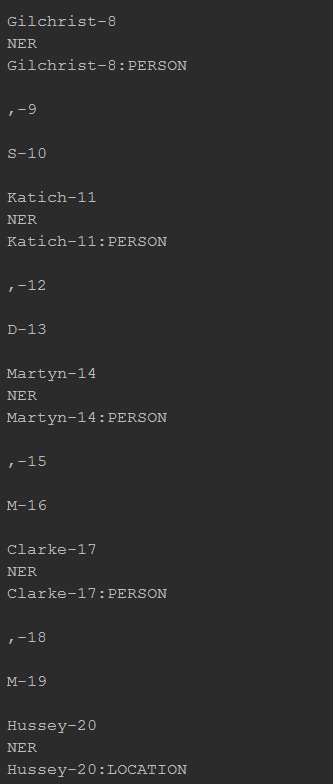 Gilchrist-8
NER
Gilchrist-8:PERSON
,-9
S-10
Katich-11
NER
Katich-11:PERSON
,-12
D-13
Martyn-14
NER
Martyn-14:PERSON
,-15
M-16
Clarke-17
NER
Clarke-17:PERSON
,-18
M-19
Hussey-20
NER
Hussey-20:LOCATION